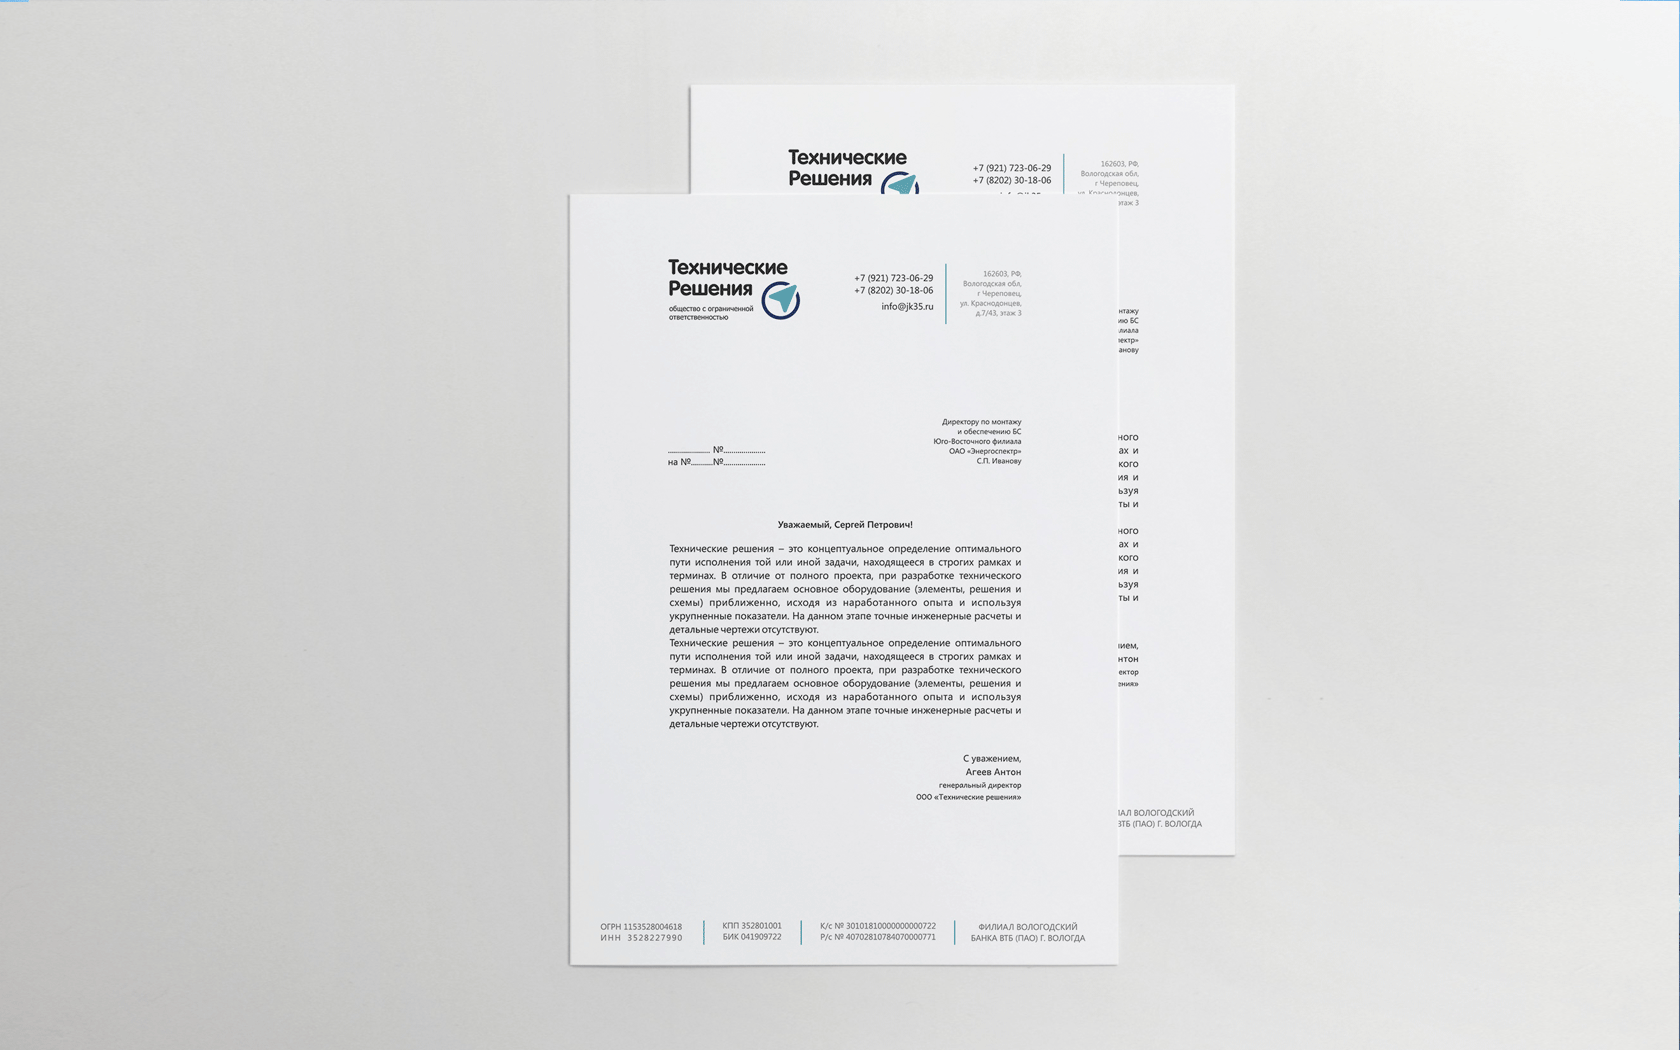 Технические
Решения
+7 (921) 723-06-29
+7 (8202) 30-18-06
162603, РФ,
Вологодская обл,
г Череповец,
ул. Краснодонцев,
этаж 3
Технические
Решения
общество с ограниченной
ответственностью
+7 (921) 723-06-29
+7 (8202) 30-18-06
info@jk35.ru
162603, РФ,
Вологодская обл,
г Череповец,
ул. Краснодонцев,
д.7/43, этаж 3
Директору по монтажу
и обеспечению БС
Юго-Восточного филиала
ОАО «Энергоспектр»
С.П. Иванову
.................... №....................
на №..........№....................
Уважаемый, Сергей Петрович!
Технические решения – это концептуальное определение оптимального
пути исполнения той или иной задачи, находящееся в строгих рамках и
терминах. В отличие от полного проекта, при разработке технического
решения мы предлагаем основное оборудование (элементы, решения и
схемы) приближенно, исходя из наработанного опыта и используя
укрупненные показатели. На данном этапе точные инженерные расчеты и
детальные чертежи отсутствуют.
Технические решения – это концептуальное определение оптимального
пути исполнения той или иной задачи, находящееся в строгих рамках и
терминах. В отличие от полного проекта, при разработке технического
решения мы предлагаем основное оборудование (элементы, решения и
схемы) приближенно, исходя из наработанного опыта и используя
укрупненные показатели. На данном этапе точные инженерные расчеты и
детальные чертежи отсутствуют.
С уважением,
Агеев Антон
генеральный директор
ООО «Технические решения»
ОГРН 1153528004618
ИНН 3528227990
КПП 352801001
БИК 041909722
К/с № 30101810000000000722
Р/с № 40702810784070000771
ФИЛИАЛ ВОЛОГОДСКИЙ
БАНКА ВТБ (ПАО) Г. ВОЛОГДА
ВОЛОГОДСКИЙ
ВТБ (ПАО) Г. ВОЛОГДА